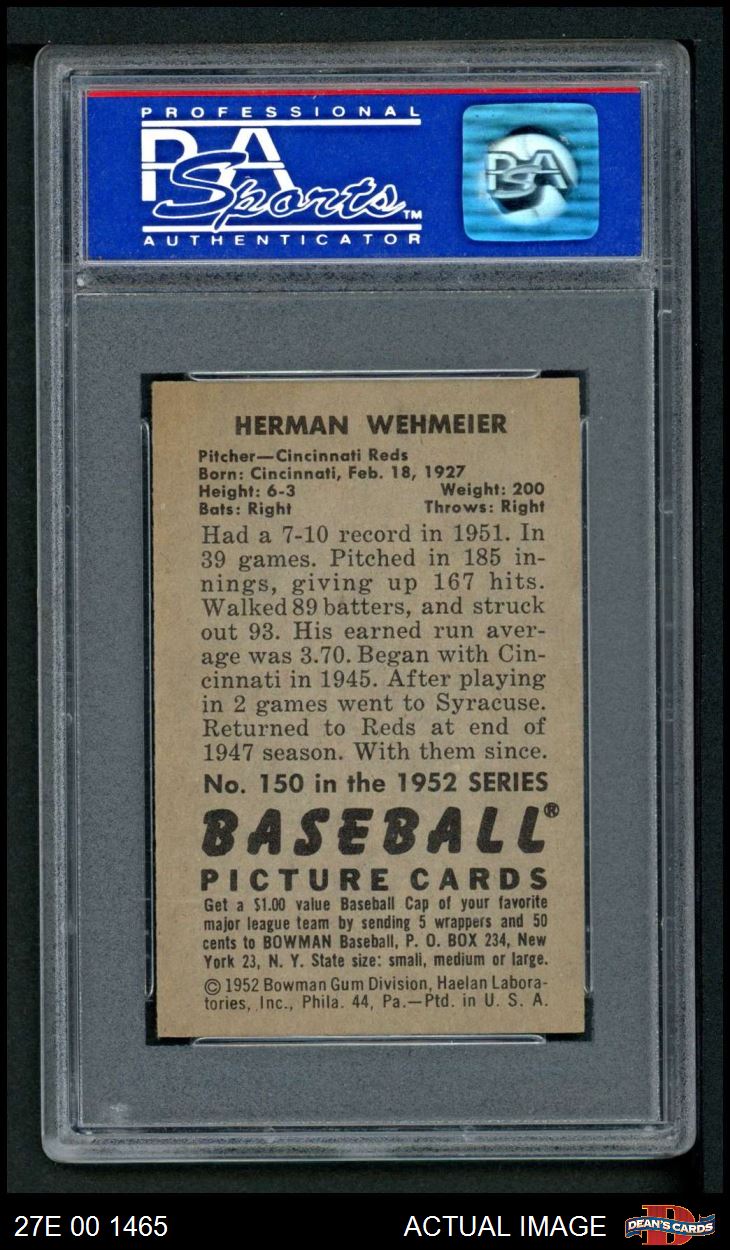 PROFESSIONAL
PSA
Sports™
AUTHENTICATOR
PSA
HERMAN WEHMEIER
Pitcher—Cincinnati Reds
Born: Cincinnati, Feb. 18, 1927
Height: 6-3 Weight: 200
Bats: Right Throws: Right
Had a 7-10 record in 1951. In
39 games. Pitched in 185 in-
nings, giving up 167 hits.
Walked 89 batters, and struck
out 93. His earned run aver-
age was 3.70. Began with Cin-
cinnati in 1945. After playing
in 2 games went to Syracuse.
Returned to Reds at end of
1947 season. With them since.
No. 150 in the 1952 SERIES
BASEBALL®
PICTURE CARDS
Get a $1.00 value Baseball Cap of your favorite
major league team by sending 5 wrappers and 50
cents to BOWMAN Baseball, P. O. BOX 234, New
York 23, N. Y. State size: small, medium or large.
© 1952 Bowman Gum Division, Haelan Labora-
tories, Inc., Phila. 44, Pa.—Ptd. in U. S. A.
27E 00 1465 ACTUAL IMAGE DEAN'S CARDS